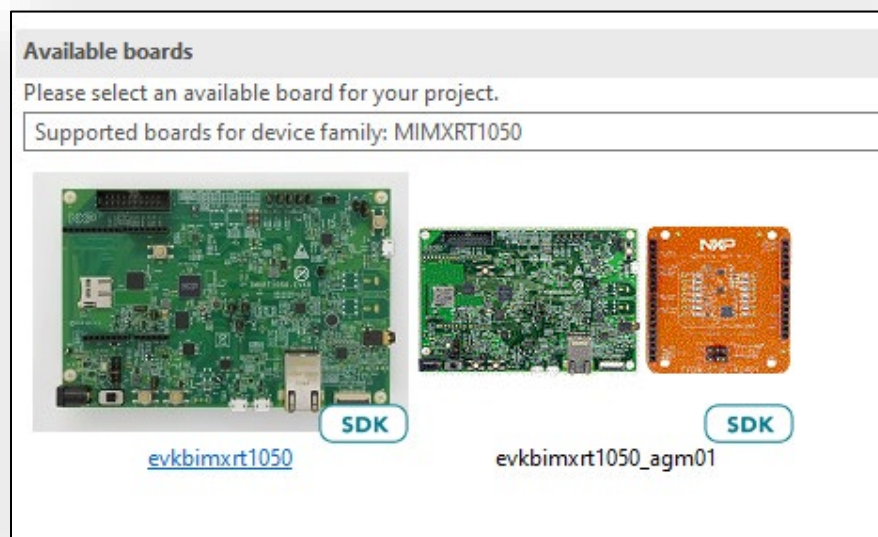 Available boards
Please select an available board for your project.
Supported boards for device family: MIMXRT1050
NXP
SDK
SDK
evkbimxrt1050
evkbimxrt1050_agm01